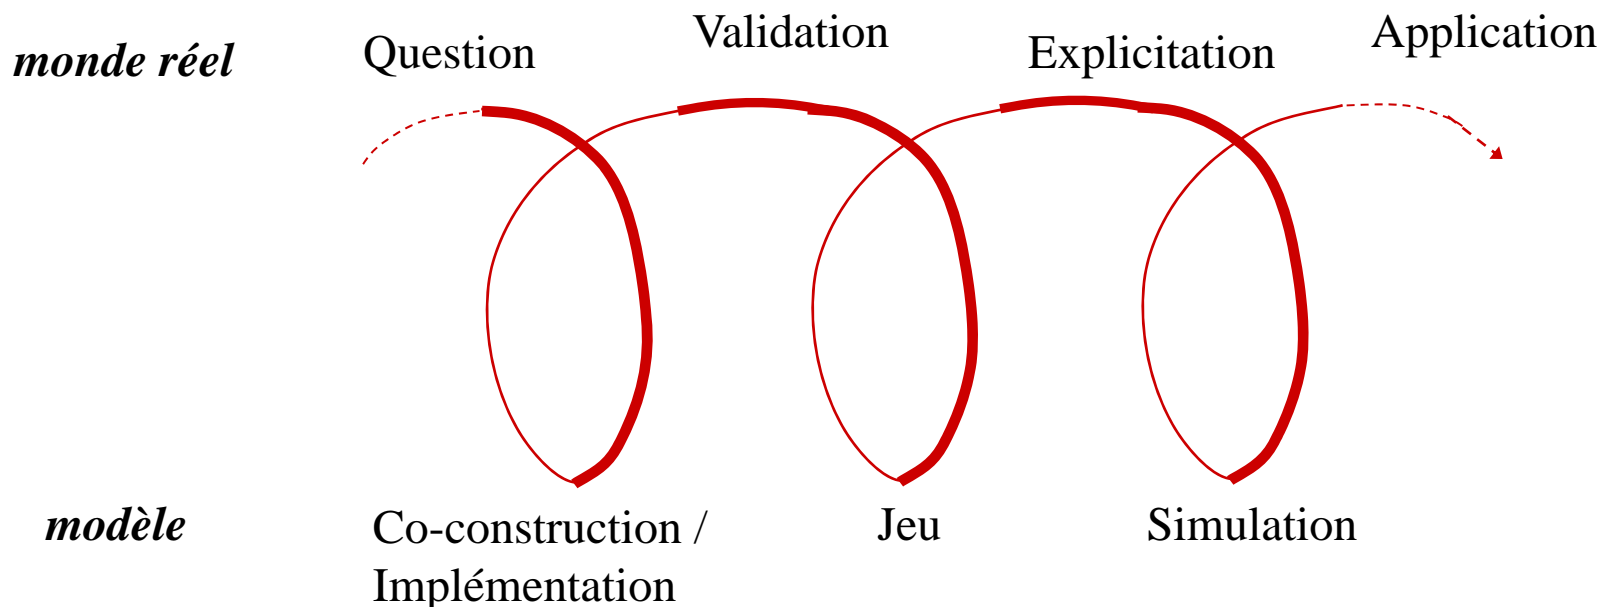 monde réel
Question
Validation
Explicitation
Application
modèle
Co-construction /
Implémentation
Jeu
Simulation